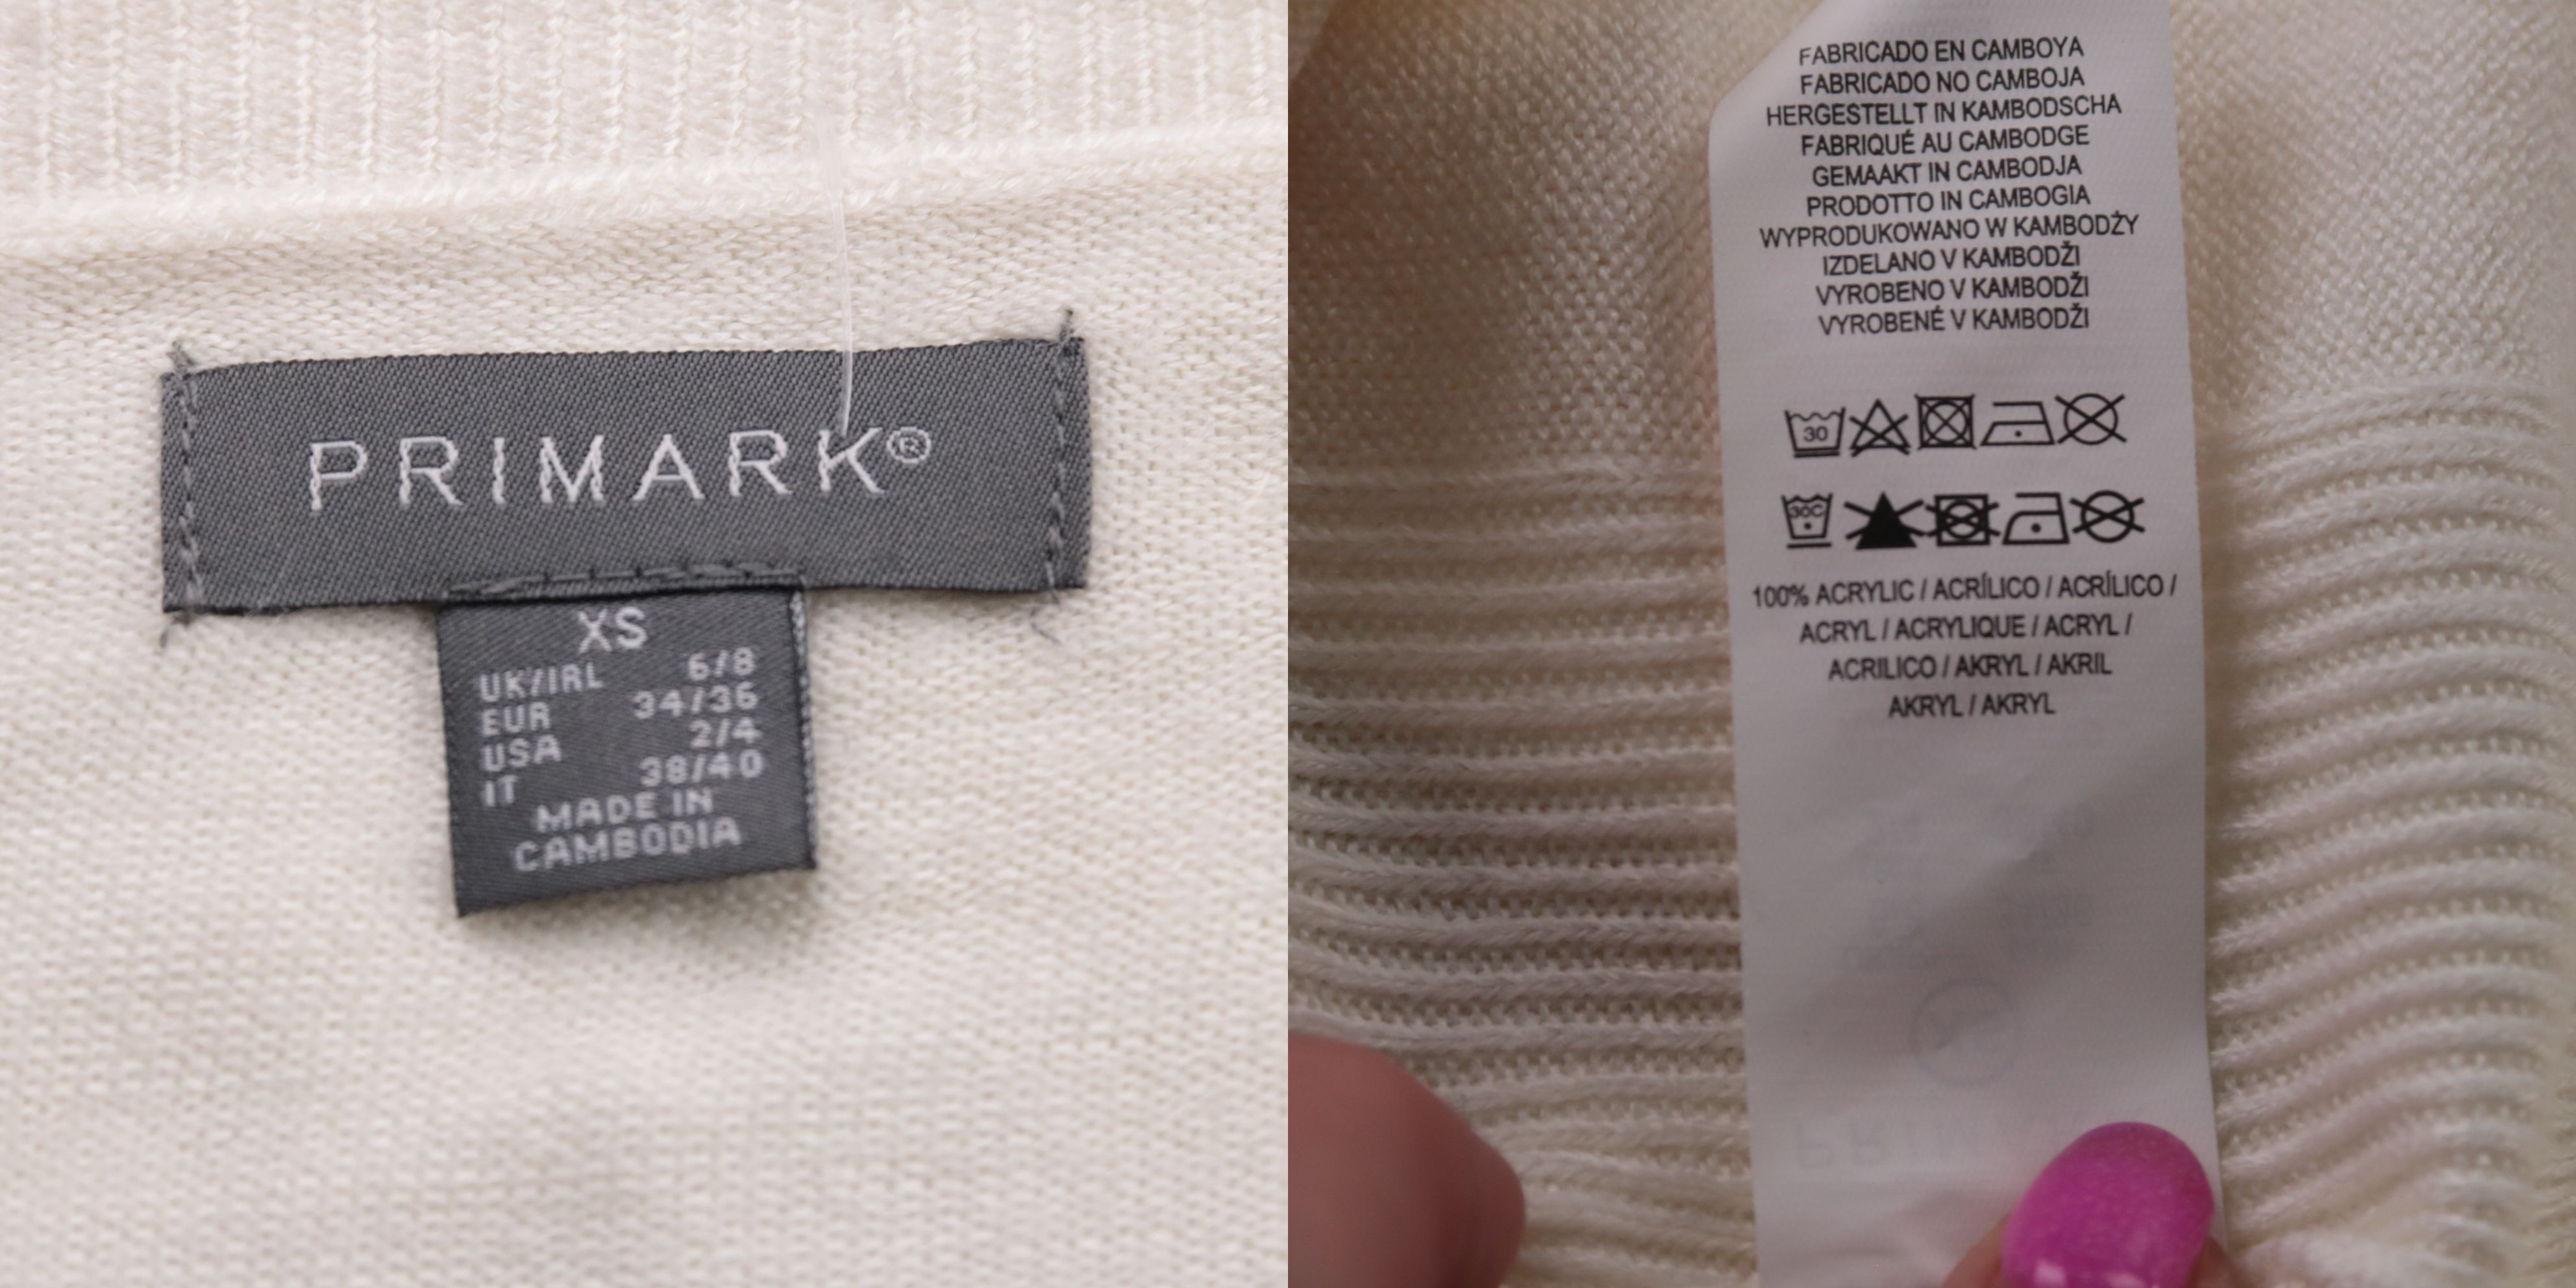 PRIMARK®
XS
UK/IRL 6/8
EUR 34/36
USA 2/4
IT 38/40
MADE IN
CAMBODIA
FABRICADO EN CAMBOYA
FABRICADO NO CAMBOJA
HERGESTELLT IN KAMBODSCHA
FABRIQUÉ AU CAMBODGE
GEMAAKT IN CAMBODJA
PRODOTTO IN CAMBOGIA
WYPRODUKOWANO W KAMBODŻY
IZDELANO V KAMBODŽI
VYROBENO V KAMBODŽI
VYROBENÉ V KAMBODŽI
30
30C
100% ACRYLIC / ACRÍLICO / ACRÍLICO /
ACRYL / ACRYLIQUE / ACRYL /
ACRILICO / AKRYL / AKRIL
AKRYL / AKRYL